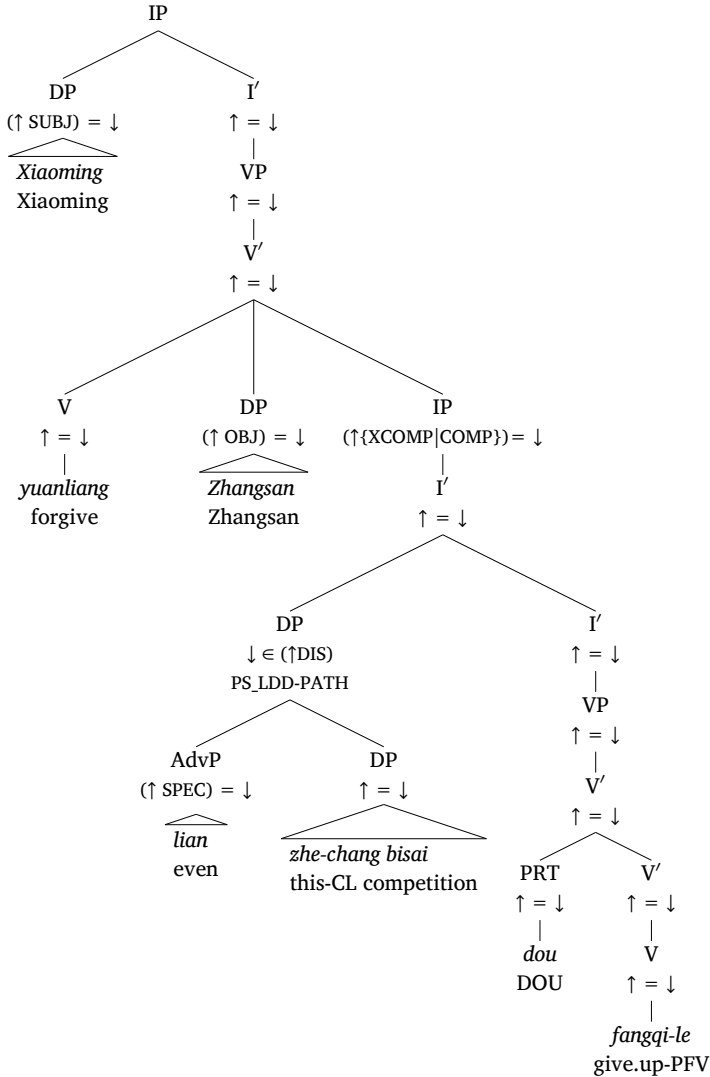 IP
DP I′
(↑ SUBJ) = ↓ ↑ = ↓
Xiaoming VP
Xiaoming ↑ = ↓
V′
↑ = ↓
V DP IP
↑ = ↓ (↑ OBJ) = ↓ (↑{XCOMP|COMP})= ↓
yuanliang Zhangsan I′
forgive Zhangsan ↑ = ↓
DP I′
↓ ∈ (↑DIS) ↑ = ↓
PS_LDD-PATH VP
↑ = ↓
AdvP DP V′
(↑ SPEC) = ↓ ↑ = ↓ ↑ = ↓
lian zhe-chang bisai
even this-CL competition PRT V′
↑ = ↓ ↑ = ↓
dou V
DOU ↑ = ↓
fangqi-le
give.up-PFV